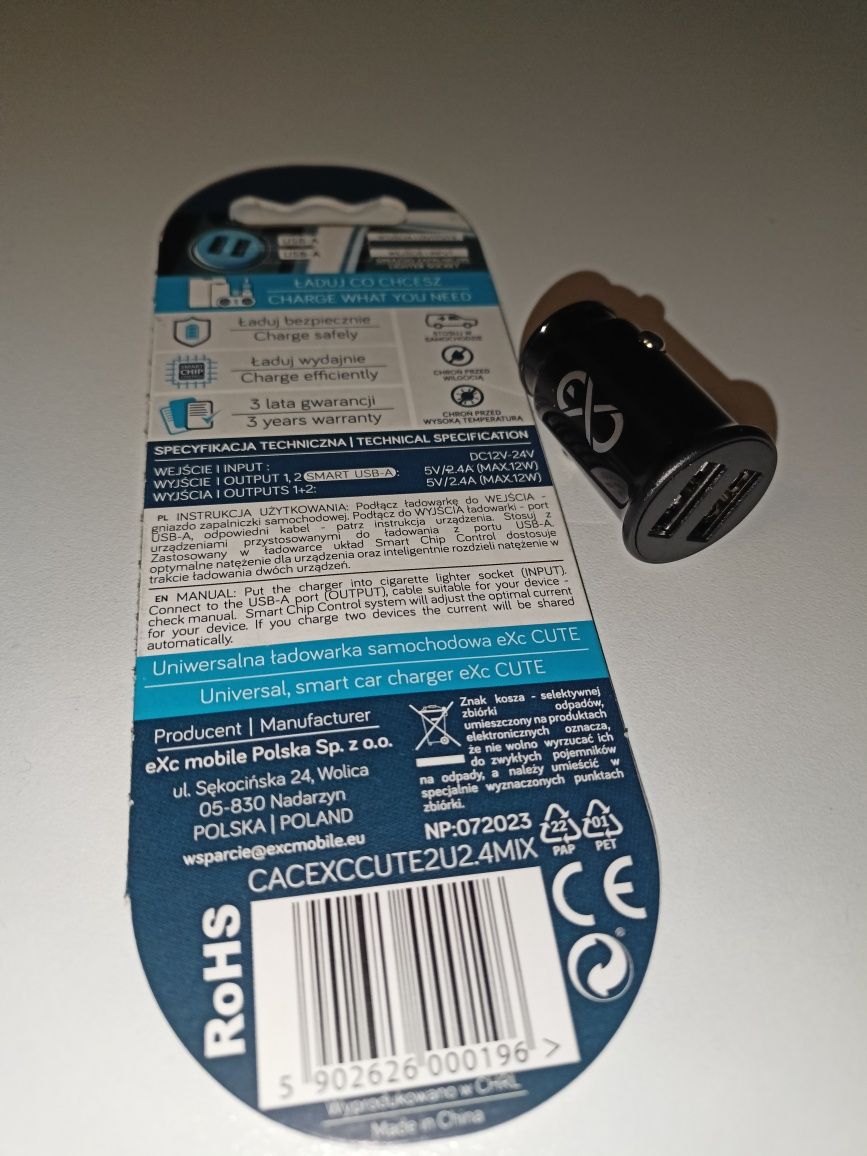 USB-A
USB-A
LIGHTER SOCKET
ŁADUJ CO CHCESZ
CHARGE WHAT YOU NEED
Ładuj bezpiecznie
Charge safely
STOSUJ W
SAMOCHODZIE
SMART
CHIP
Ładuj wydajnie
Charge efficiently
CHROŃ PRZED
WILGOCIĄ
3 lata gwarancji
3 years warranty
CHROŃ PRZED
WYSOKĄ TEMPERATURĄ
SPECYFIKACJA TECHNICZNA | TECHNICAL SPECIFICATION
WEJŚCIE I INPUT : DC12V-24V
WYJŚCIE I OUTPUT 1, 2 SMART USB-A : 5V/2.4A (MAX.12W)
WYJŚCIA I OUTPUTS 1+2: 5V/2.4A (MAX.12W)
PL INSTRUKCJA UŻYTKOWANIA: Podłącz ładowarkę do WEJŚCIA -
gniazdo zapalniczki samochodowej. Podłącz do WYJŚCIA ładowarki - port
USB-A, odpowiedni kabel - patrz instrukcja urządzenia. Stosuj z
urządzeniami przystosowanymi do ładowania z portu USB-A.
Zastosowany w ładowarce układ Smart Chip Control dostosuje
optymalne natężenie dla urządzenia oraz inteligentnie rozdzieli natężenie w
trakcie ładowania dwóch urządzeń.
EN MANUAL: Put the charger into cigarette lighter socket (INPUT).
Connect to the USB-A port (OUTPUT), cable suitable for your device -
check manual. Smart Chip Control system will adjust the optimal current
for your device. If you charge two devices the current will be shared
automatically.
Uniwersalna ładowarka samochodowa eXc CUTE
Universal, smart car charger eXc CUTE
Producent | Manufacturer
eXc mobile Polska Sp. z o.o.
ul. Sękocińska 24, Wolica
05-830 Nadarzyn
POLSKA | POLAND
wsparcie@excmobile.eu
Znak kosza - selektywnej
zbiórki odpadów,
umieszczony na produktach
elektronicznych oznacza,
że nie wolno wyrzucać ich
do zwykłych pojemników
na odpady, a należy umieścić w
specjalnie wyznaczonych punktach
zbiórki.
NP:072023
22
PAP
01
PET
CACEXCCUTE2U2.4MIX
CE
RoHS
5 902626 000196 >
Wyprodukowano w CHRL
Made in China